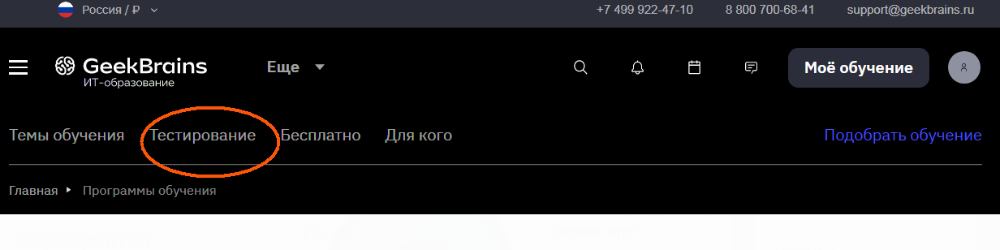 Россия / ₽ +7 499 922-47-10 8 800 700-68-41 support@geekbrains.ru
GeekBrains Еще Моё обучение
ИТ-образование
Темы обучения Тестирование Бесплатно Для кого Подобрать обучение
Главная Программы обучения